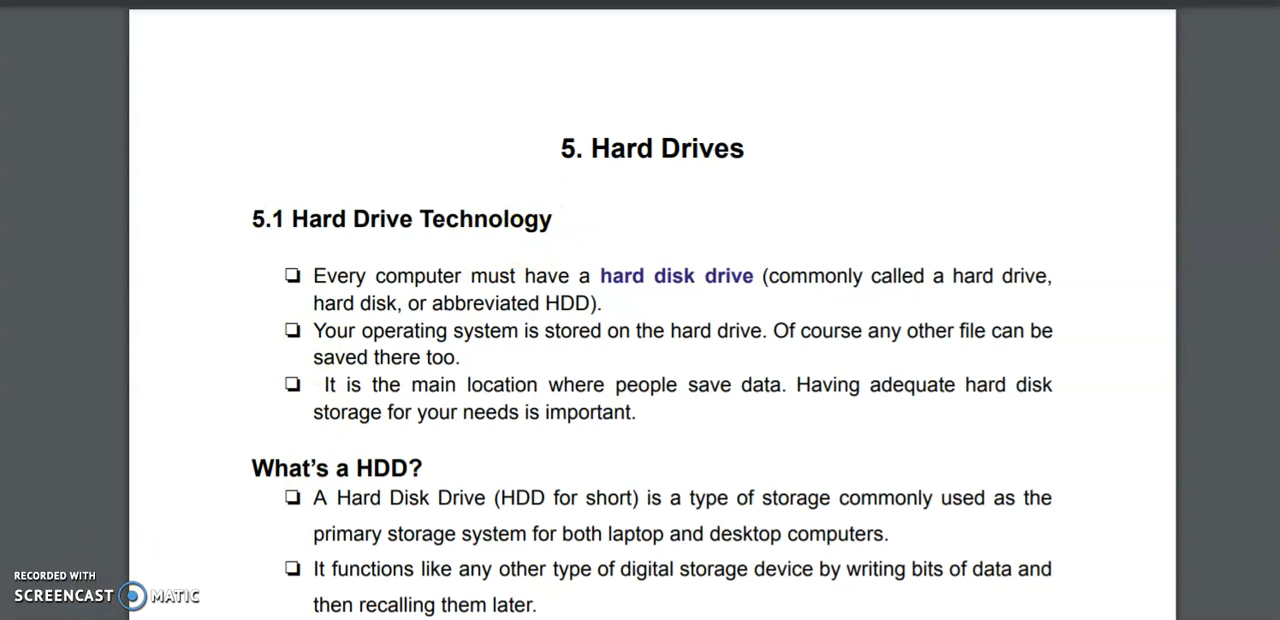 5. Hard Drives
5.1 Hard Drive Technology
❏ Every computer must have a hard disk drive (commonly called a hard drive,
hard disk, or abbreviated HDD).
❏ Your operating system is stored on the hard drive. Of course any other file can be
saved there too.
❏ It is the main location where people save data. Having adequate hard disk
storage for your needs is important.
What's a HDD?
❏ A Hard Disk Drive (HDD for short) is a type of storage commonly used as the
primary storage system for both laptop and desktop computers.
❏ It functions like any other type of digital storage device by writing bits of data and
then recalling them later.
RECORDED WITH
SCREENCAST MATIC